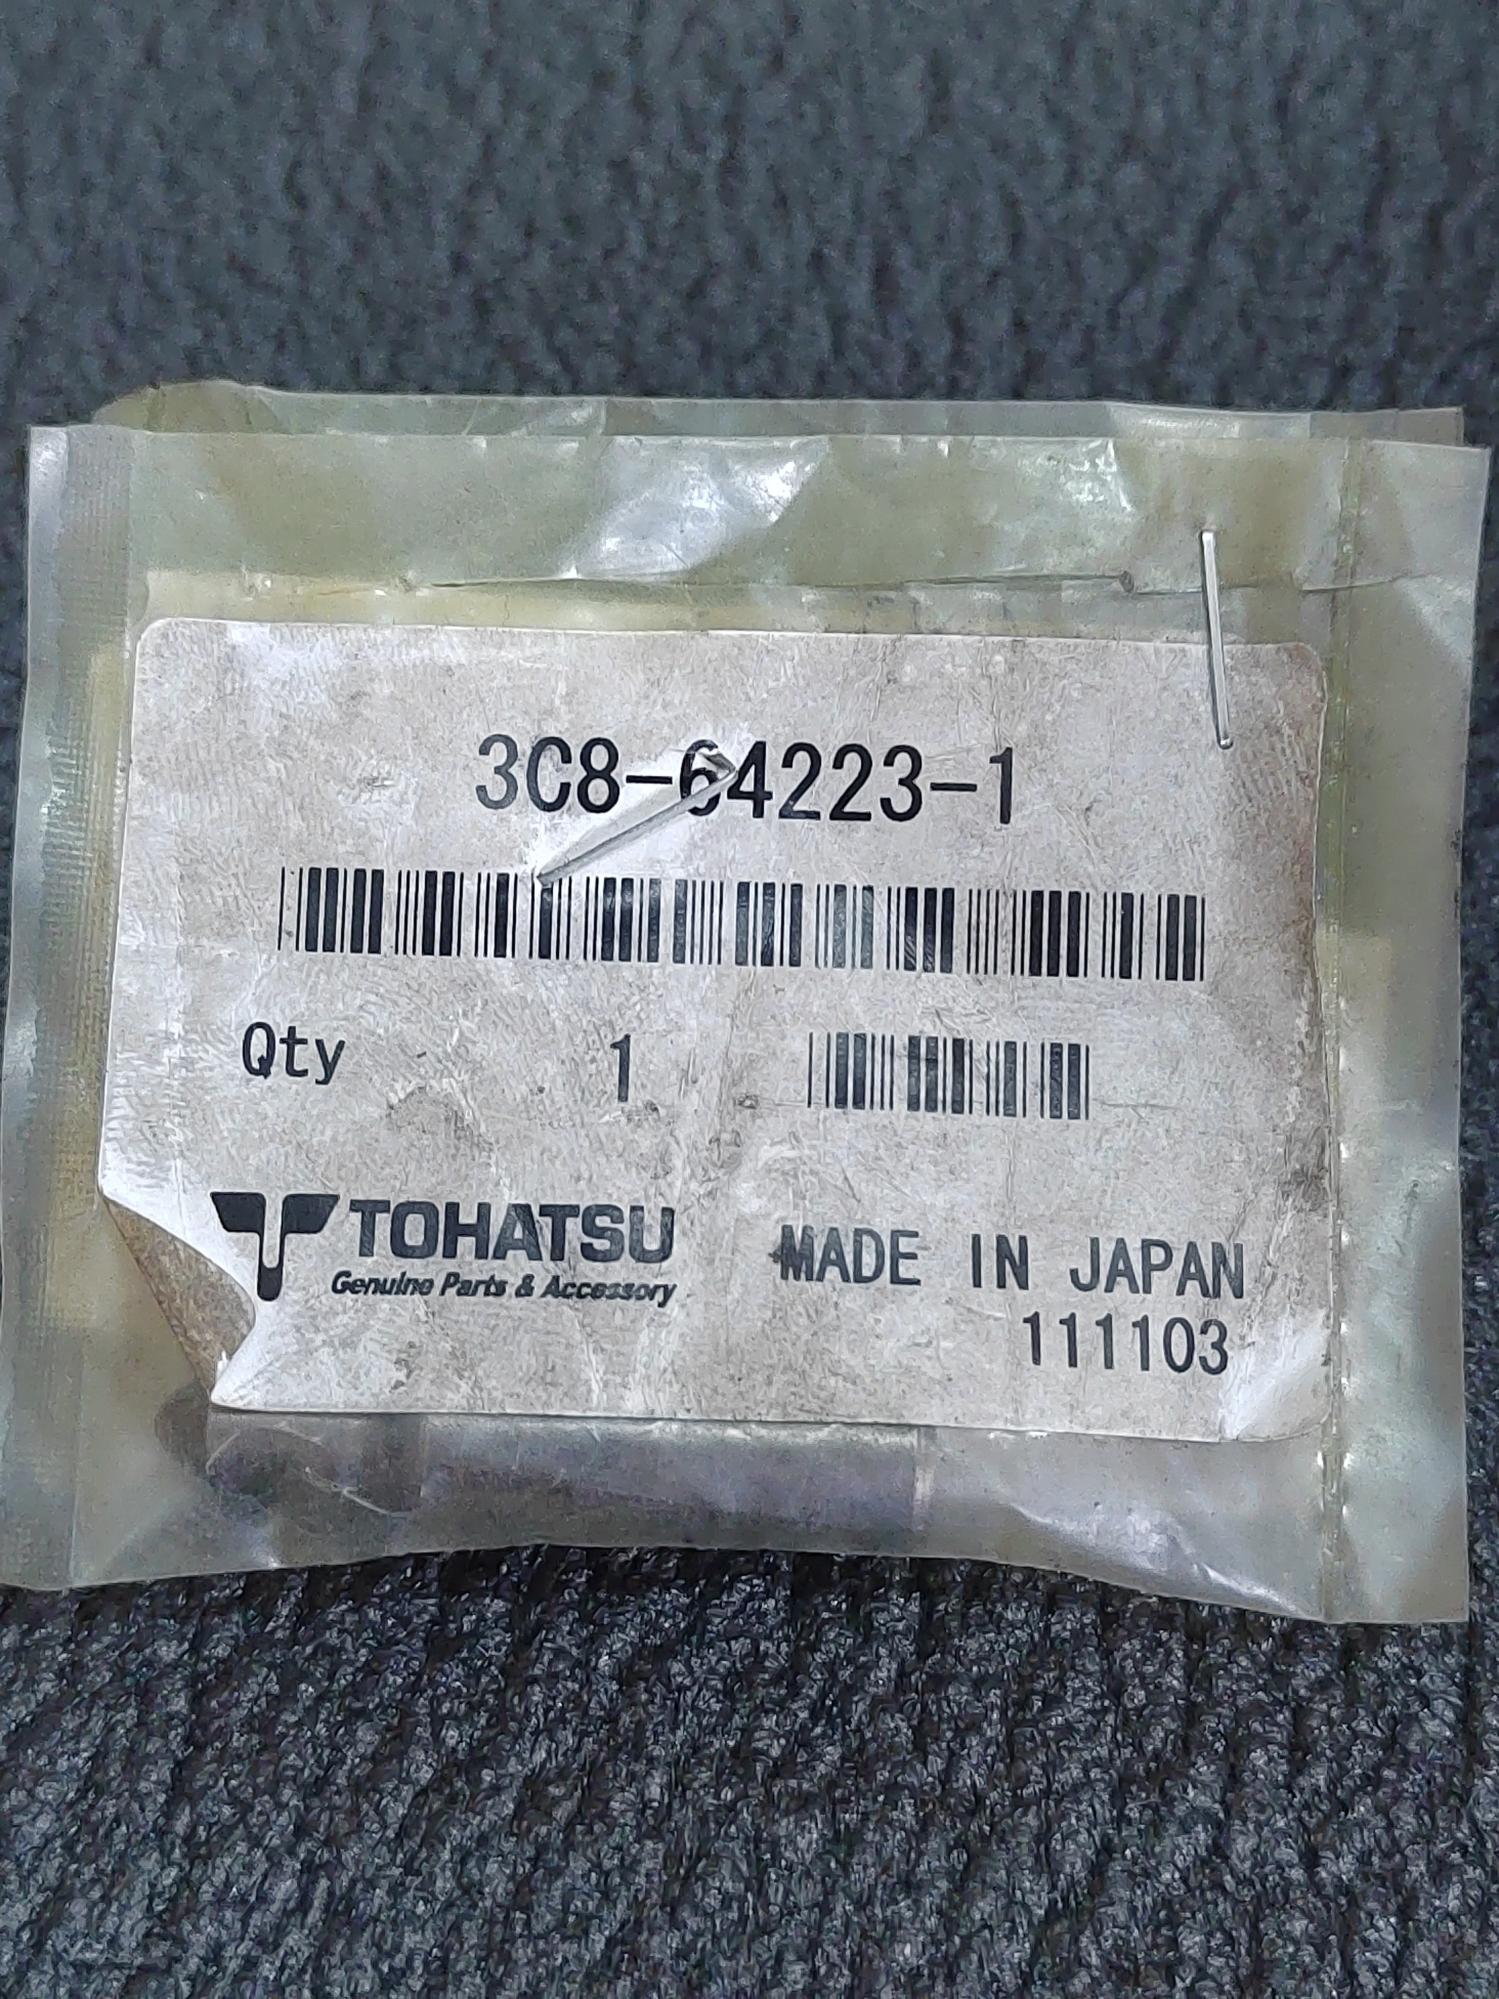 3C8-64223-1
Qty 1
TOHATSU
Genuine Parts & Accessory
MADE IN JAPAN
111103